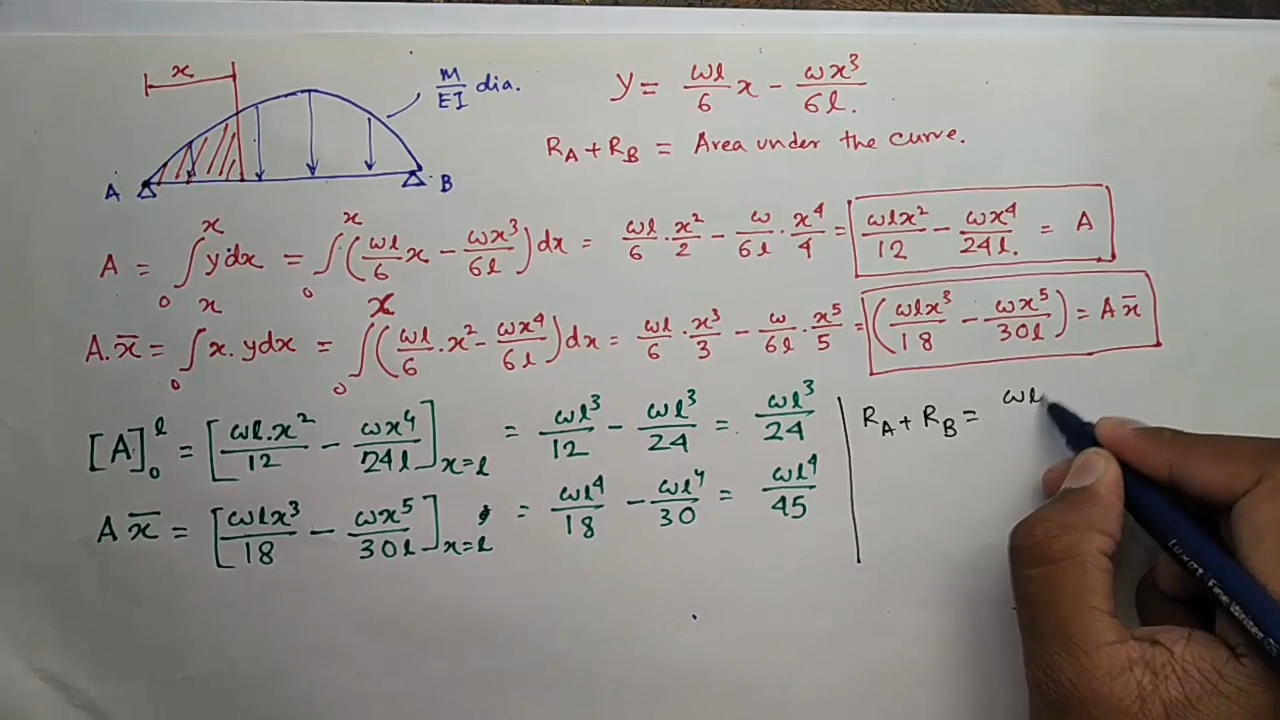 x
M/EI dia.
A
B
y = ωl/6 x − ωx³/6l.
R_A + R_B = Area under the curve.
A = ∫₀ˣ y dx = ∫₀ˣ (ωl/6 x − ωx³/6l) dx = ωl/6 · x²/2 − ω/6l · x⁴/4 = ωlx²/12 − ωx⁴/24l. = A
A.x̄ = ∫₀ˣ x. y dx = ∫₀ˣ (ωl/6 · x² − ωx⁴/6l) dx = ωl/6 · x³/3 − ω/6l · x⁵/5 = (ωlx³/18 − ωx⁵/30l) = A x̄
[A]₀ˡ = [ωl.x²/12 − ωx⁴/24l]ₓ₌ₗ = ωl³/12 − ωl³/24 = ωl³/24
A x̄ = [ωlx³/18 − ωx⁵/30l]ₓ₌ₗ = ωl⁴/18 − ωl⁴/30 = ωl⁴/45
R_A + R_B = ωl